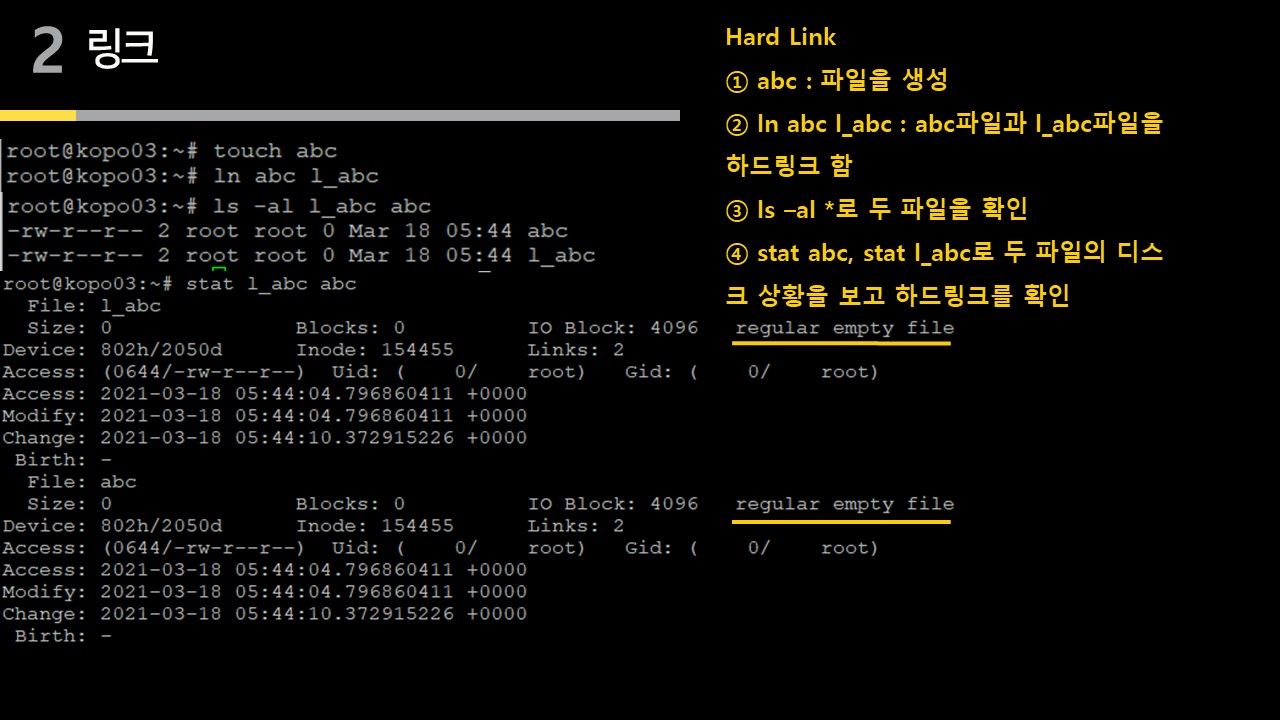 2 링크
Hard Link
① abc : 파일을 생성
② ln abc l_abc : abc파일과 l_abc파일을
하드링크 함
③ ls –al *로 두 파일을 확인
④ stat abc, stat l_abc로 두 파일의 디스
크 상황을 보고 하드링크를 확인
root@kopo03:~# touch abc
root@kopo03:~# ln abc l_abc
root@kopo03:~# ls -al l_abc abc
-rw-r--r-- 2 root root 0 Mar 18 05:44 abc
-rw-r--r-- 2 root root 0 Mar 18 05:44 l_abc
root@kopo03:~# stat l_abc abc
File: l_abc
Size: 0 Blocks: 0 IO Block: 4096 regular empty file
Device: 802h/2050d Inode: 154455 Links: 2
Access: (0644/-rw-r--r--) Uid: ( 0/ root) Gid: ( 0/ root)
Access: 2021-03-18 05:44:04.796860411 +0000
Modify: 2021-03-18 05:44:04.796860411 +0000
Change: 2021-03-18 05:44:10.372915226 +0000
Birth: -
File: abc
Size: 0 Blocks: 0 IO Block: 4096 regular empty file
Device: 802h/2050d Inode: 154455 Links: 2
Access: (0644/-rw-r--r--) Uid: ( 0/ root) Gid: ( 0/ root)
Access: 2021-03-18 05:44:04.796860411 +0000
Modify: 2021-03-18 05:44:04.796860411 +0000
Change: 2021-03-18 05:44:10.372915226 +0000
Birth: -